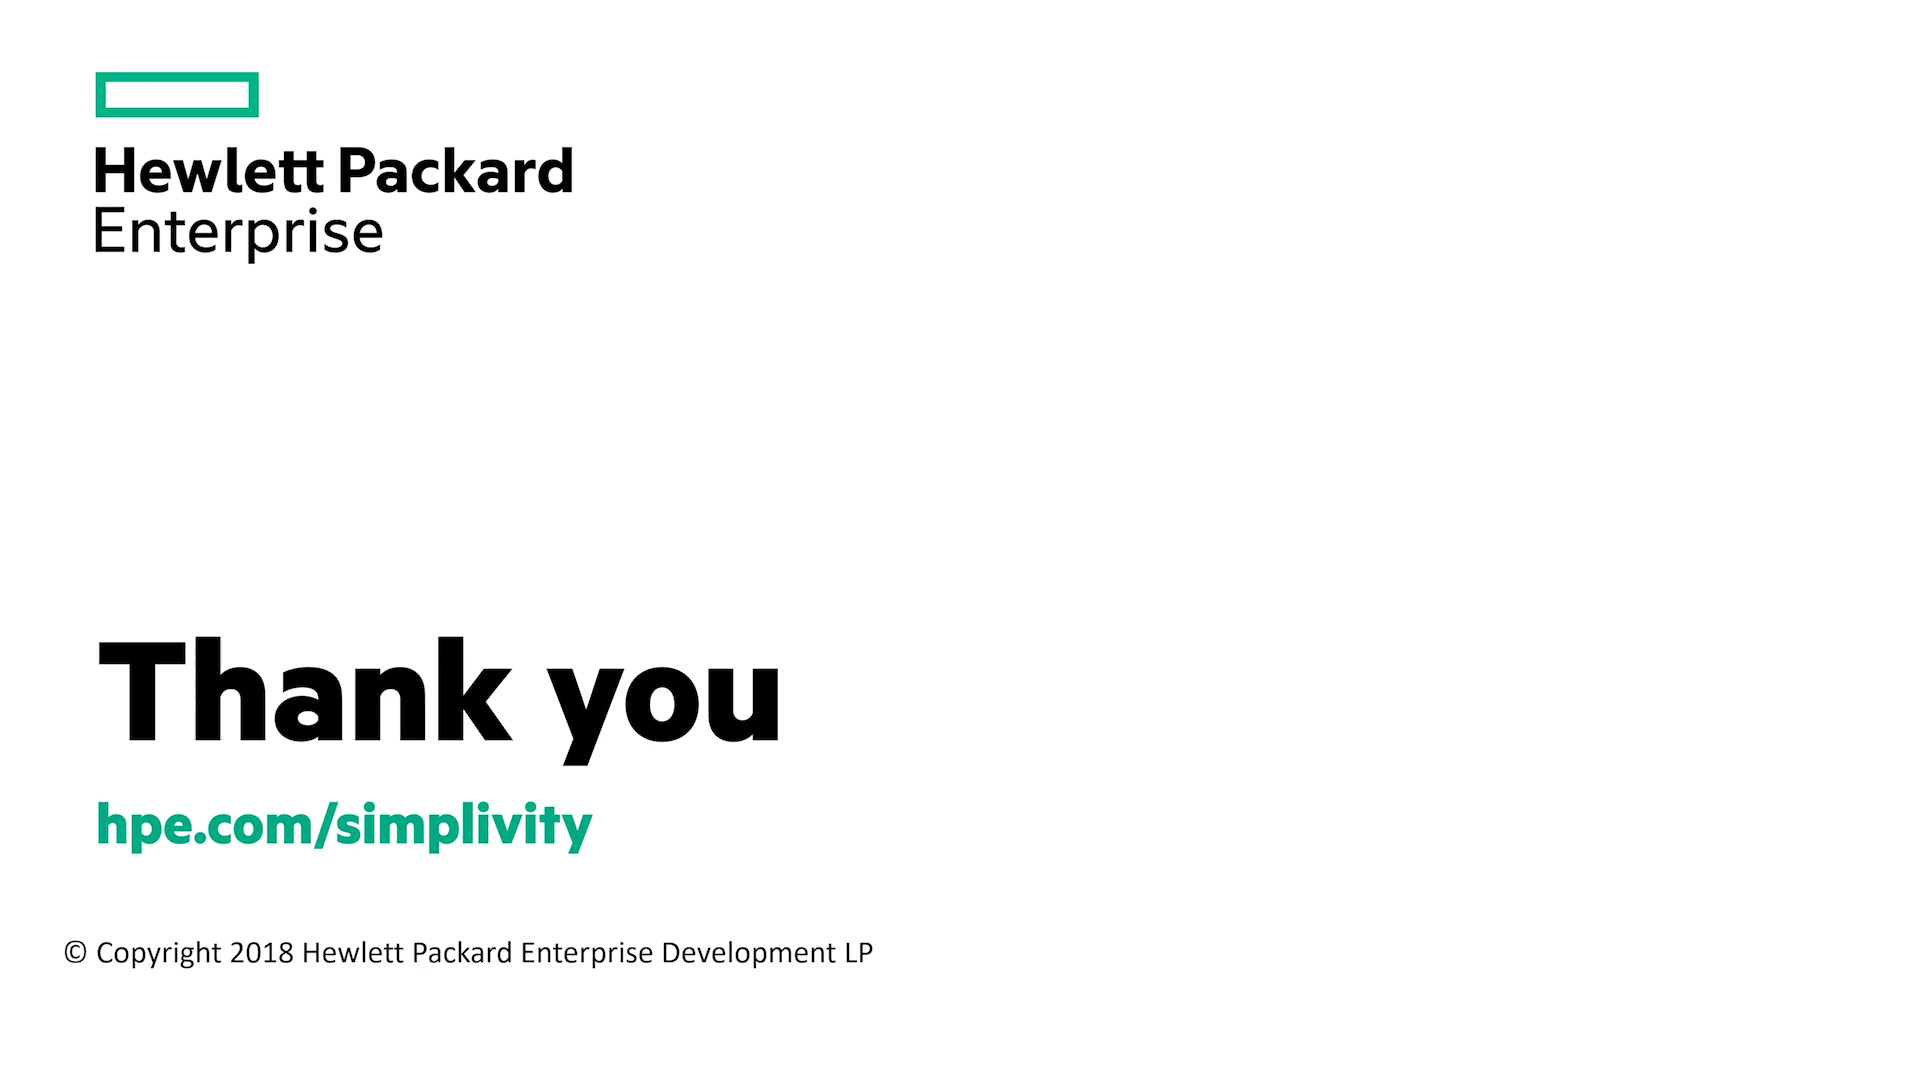 Hewlett Packard
Enterprise
Thank you
hpe.com/simplivity
© Copyright 2018 Hewlett Packard Enterprise Development LP